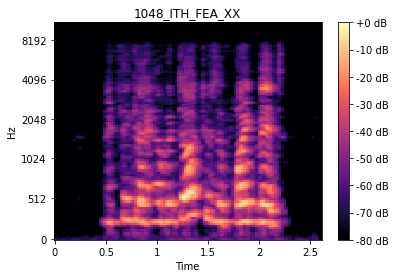 1048_ITH_FEA_XX
8192
4096
2048
1024
512
0
Hz
0 0.5 1 1.5 2 2.5
Time
+0 dB
-10 dB
-20 dB
-30 dB
-40 dB
-50 dB
-60 dB
-70 dB
-80 dB